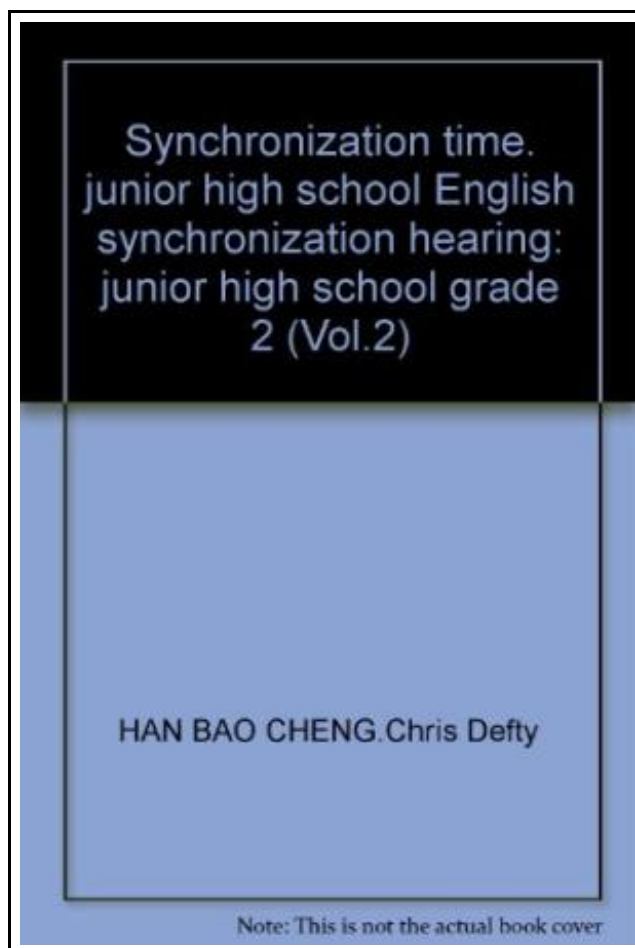 Synchronization time.
junior high school English
synchronization hearing:
junior high school grade
2 (Vol.2)
HAN BAO CHENG.Chris Defty
Note: This is not the actual book cover